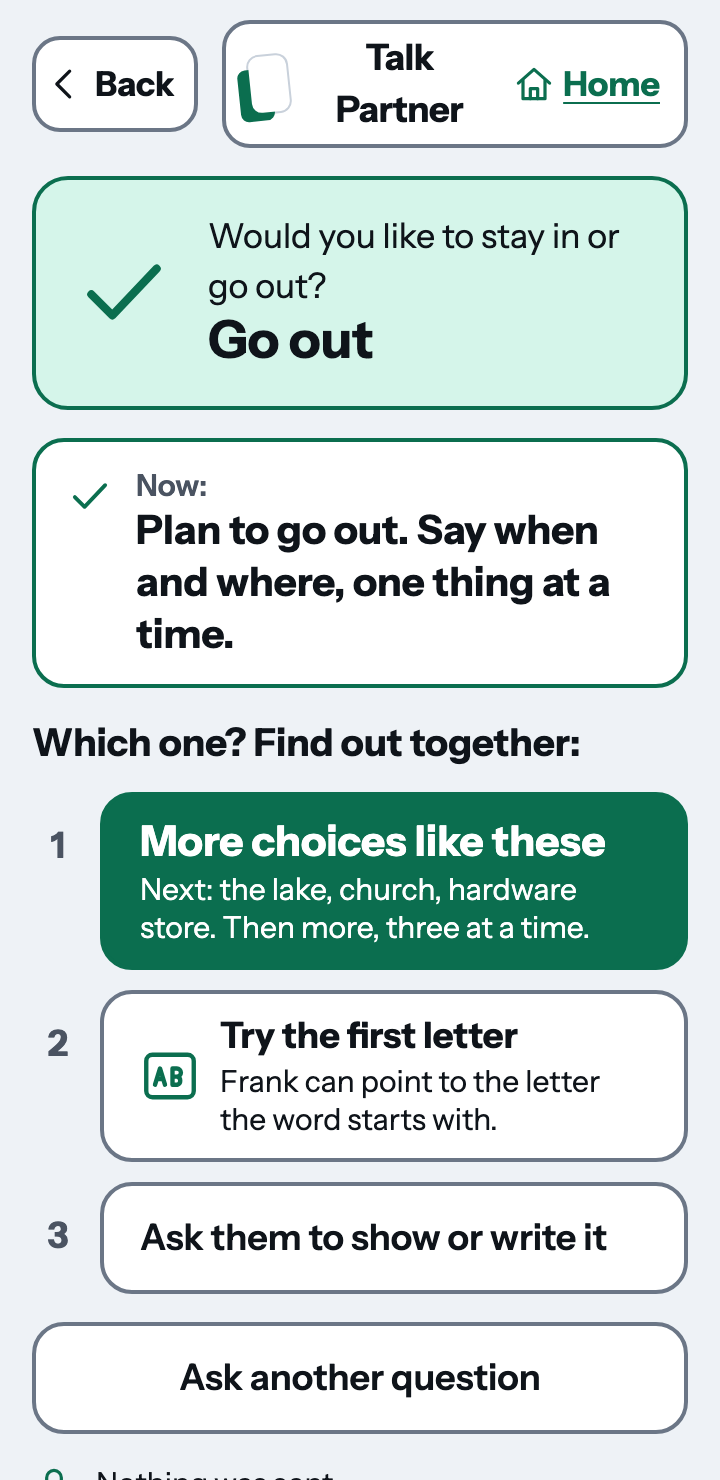 Back
Talk
Partner
Home
Would you like to stay in or
go out?
Go out
Now:
Plan to go out. Say when
and where, one thing at a
time.
Which one? Find out together:
1
More choices like these
Next: the lake, church, hardware
store. Then more, three at a time.
2
AB
Try the first letter
Frank can point to the letter
the word starts with.
3
Ask them to show or write it
Ask another question
Nothing was sent